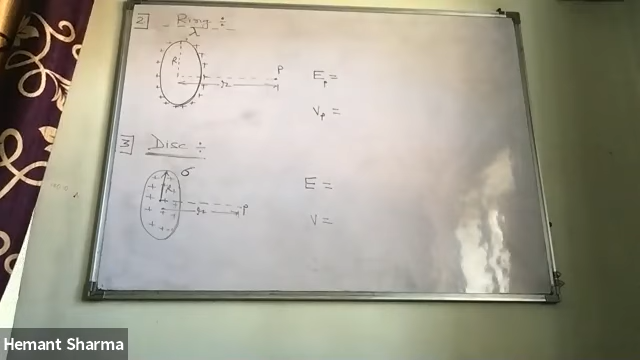 2 Ring ÷
λ
R
P
r
E_P =
V_P =
3 Disc ÷
σ
R
r
P
E =
V =
Hemant Sharma